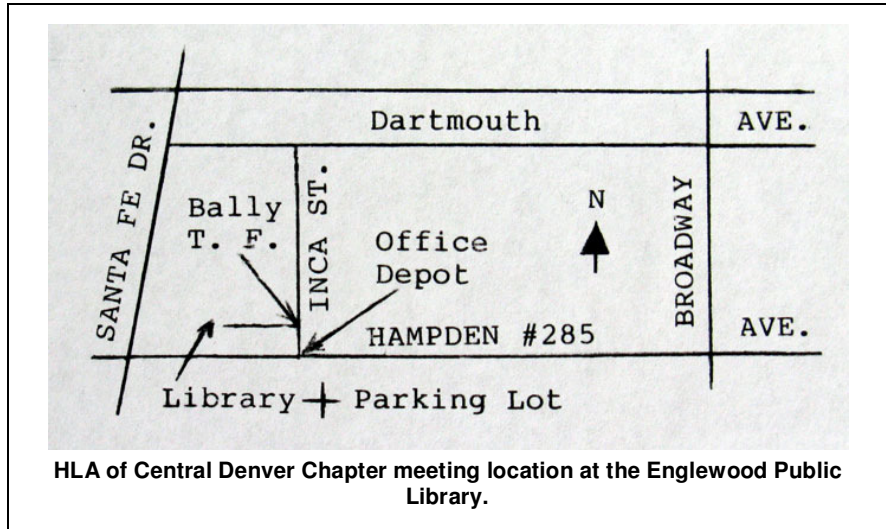 Dartmouth AVE.
SANTA FE DR.
Bally
T. F.
INCA ST.
Office
Depot
N
BROADWAY
HAMPDEN #285 AVE.
Library + Parking Lot
HLA of Central Denver Chapter meeting location at the Englewood Public
Library.